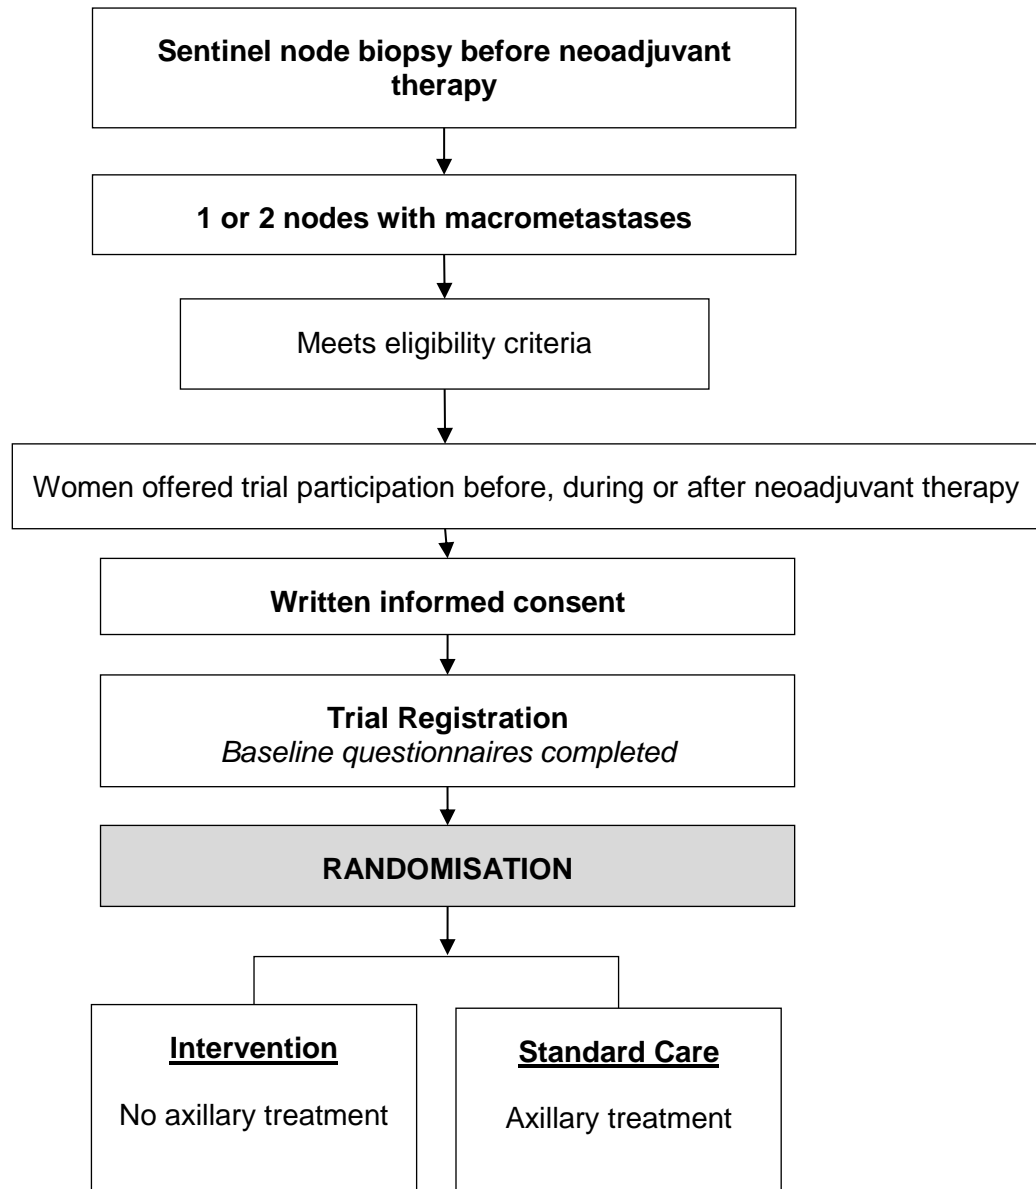 Sentinel node biopsy before neoadjuvant
therapy
1 or 2 nodes with macrometastases
Meets eligibility criteria
Women offered trial participation before, during or after neoadjuvant therapy
Written informed consent
Trial Registration
Baseline questionnaires completed
RANDOMISATION
Intervention
No axillary treatment
Standard Care
Axillary treatment